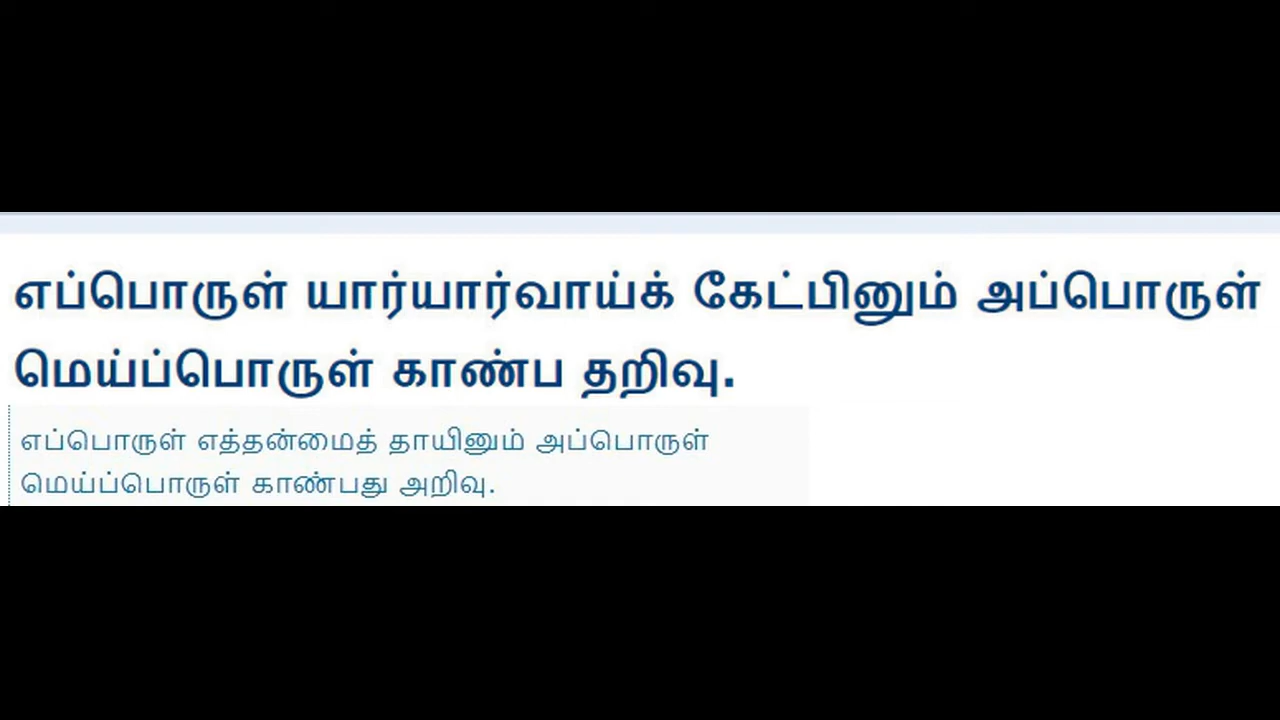 எப்பொருள் யார்யார்வாய்க் கேட்பினும் அப்பொருள்
மெய்ப்பொருள் காண்ப தறிவு.
எப்பொருள் எத்தன்மைத் தாயினும் அப்பொருள்
மெய்ப்பொருள் காண்பது அறிவு.